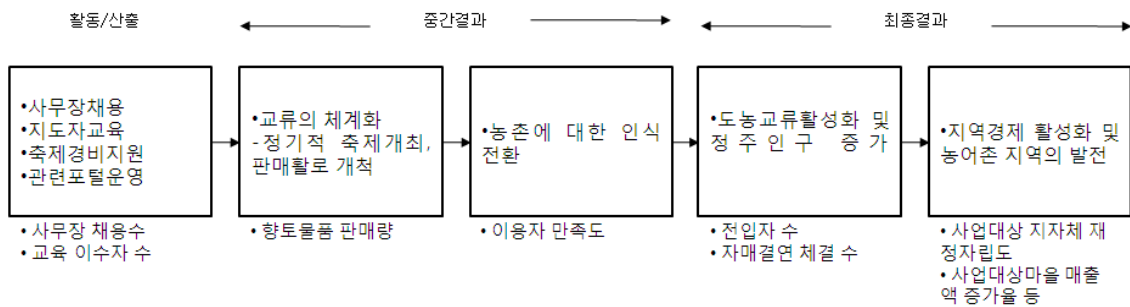 활동/산출
중간결과
최종결과
•사무장채용
•지도자교육
•축제경비지원
•관련포털운영
•교류의 체계화
-정기적 축제개최,
판매활로 개척
•농촌에 대한 인식
전환
•도농교류활성화 및
정주인구 증가
•지역경제 활성화 및
농어촌 지역의 발전
• 사무장 채용수
• 교육 이수자 수
• 향토물품 판매량
• 이용자 만족도
• 전입자 수
• 자매결연 체결 수
• 사업대상 지자체 재
정자립도
• 사업대상마을 매출
액 증가율 등